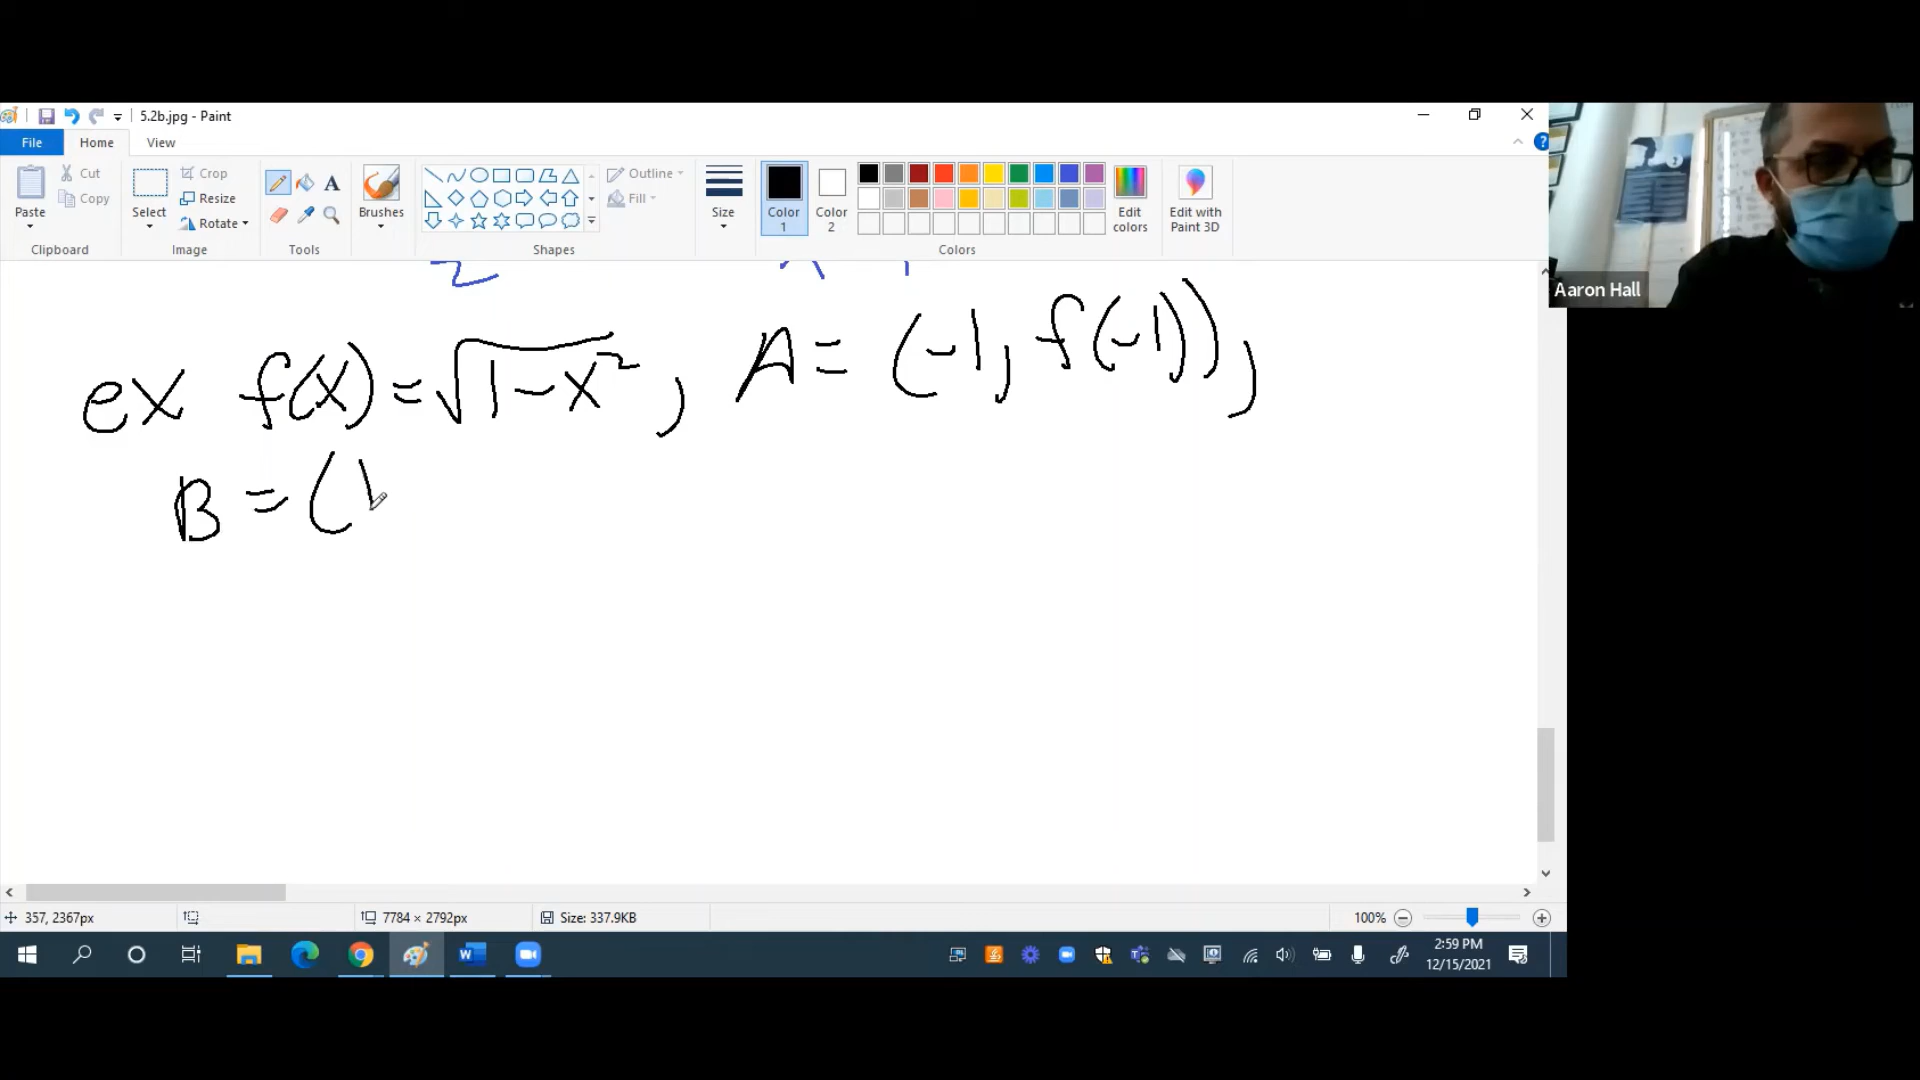 5.2b.jpg - Paint
File Home View
Paste
Cut
Copy
Clipboard
Select
Crop
Resize
Rotate
Image
A
Tools
Brushes
Outline
Fill
Shapes
Size
Color 1
Color 2
Edit colors
Edit with Paint 3D
Colors
Aaron Hall
ex f(x) = √1-x², A = (-1, f(-1)),
B = (1
357, 2367px
7784 × 2792px
Size: 337.9KB
100%
2:59 PM
12/15/2021